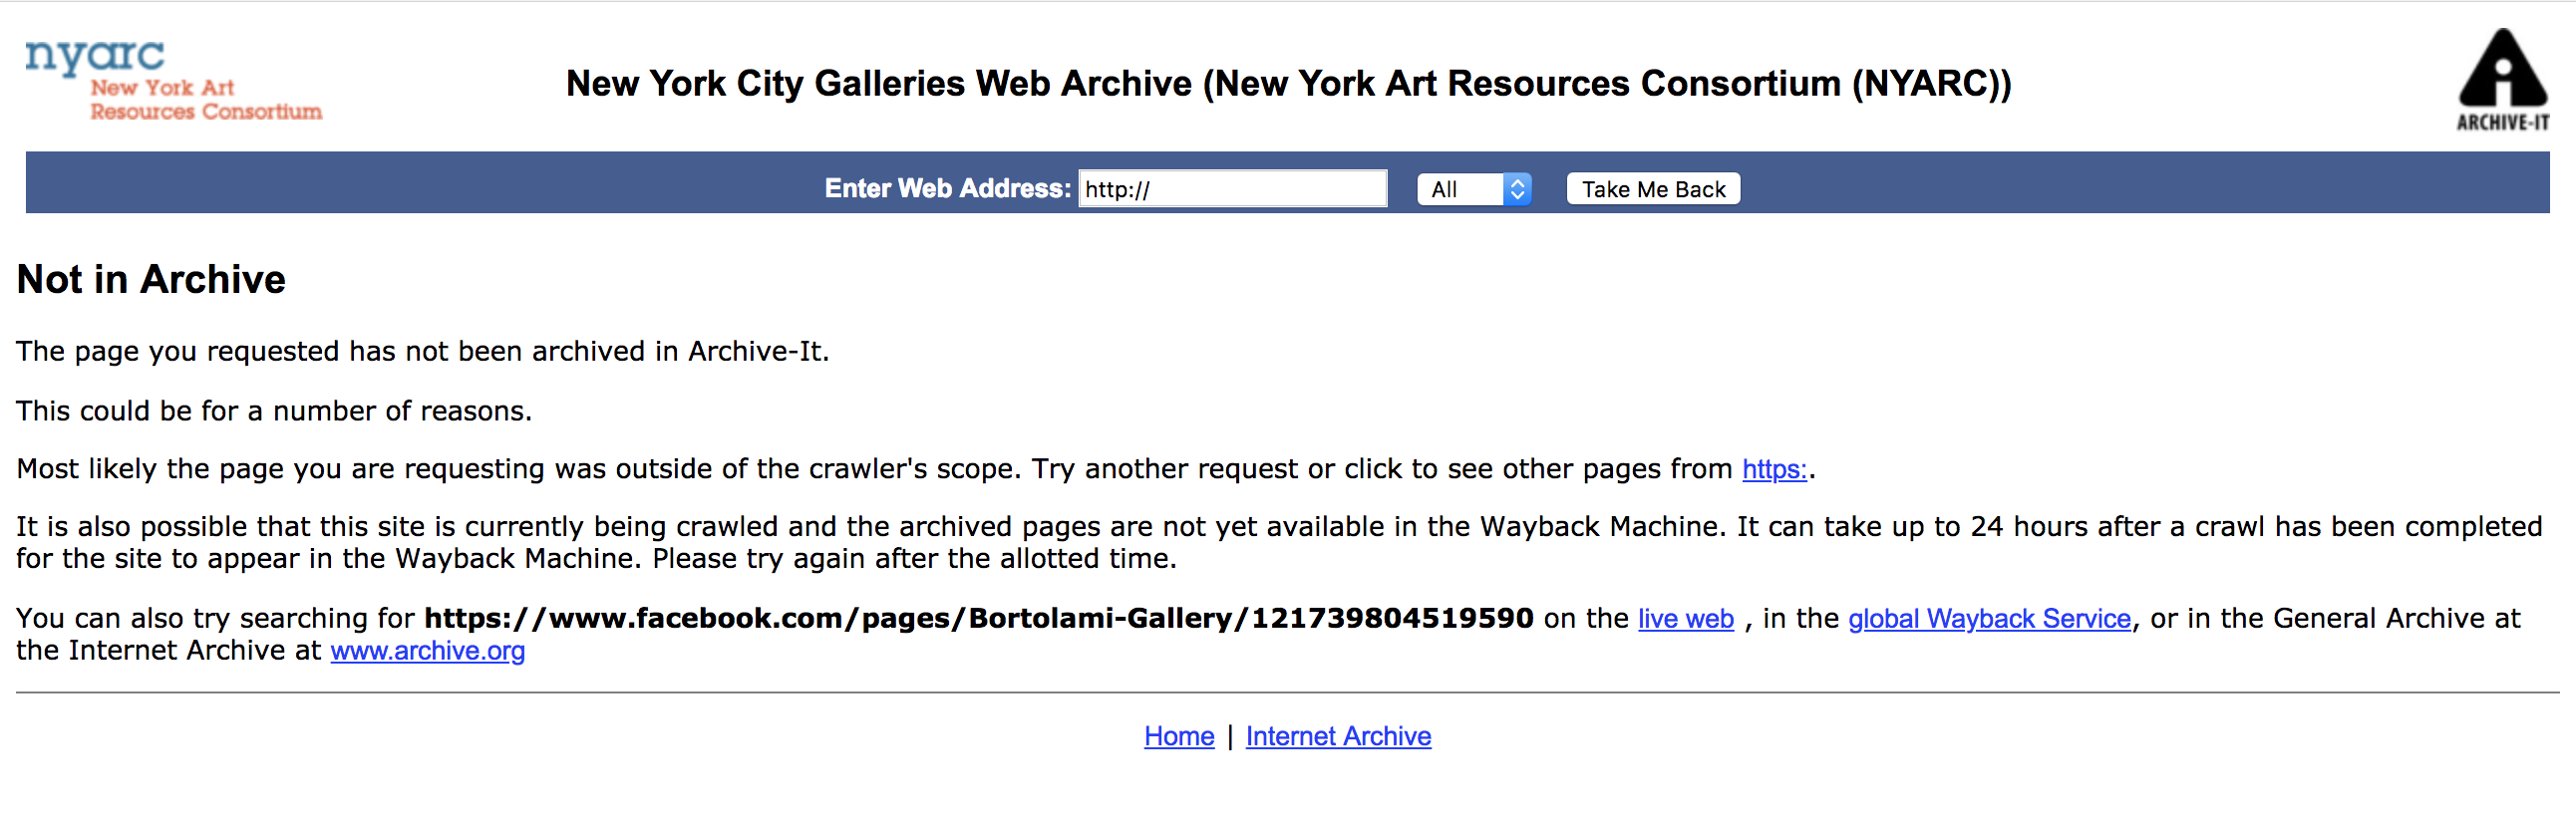 nyarc
New York Art
Resources Consortium
New York City Galleries Web Archive (New York Art Resources Consortium (NYARC))
ARCHIVE-IT
Enter Web Address: http:// All Take Me Back
Not in Archive
The page you requested has not been archived in Archive-It.
This could be for a number of reasons.
Most likely the page you are requesting was outside of the crawler's scope. Try another request or click to see other pages from https:.
It is also possible that this site is currently being crawled and the archived pages are not yet available in the Wayback Machine. It can take up to 24 hours after a crawl has been completed
for the site to appear in the Wayback Machine. Please try again after the allotted time.
You can also try searching for https://www.facebook.com/pages/Bortolami-Gallery/121739804519590 on the live web , in the global Wayback Service, or in the General Archive at
the Internet Archive at www.archive.org
Home | Internet Archive